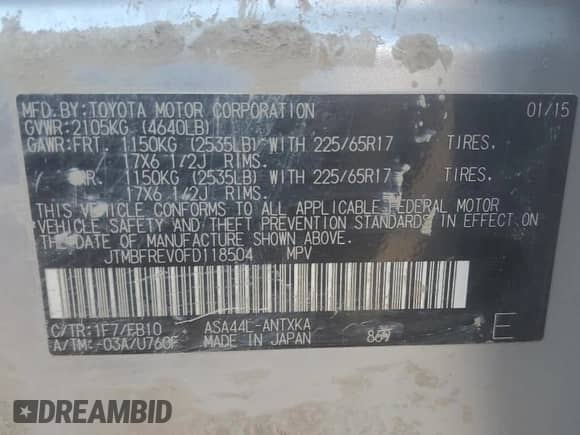 MFD.BY:TOYOTA MOTOR CORPORATION 01/15
GVWR:2105KG (4640LB)
GAWR:FRT. 1150KG (2535LB) WITH 225/65R17 TIRES,
17X6 1/2J RIMS.
RR. 1150KG (2535LB) WITH 225/65R17 TIRES,
17X6 1/2J RIMS.
THIS VEHICLE CONFORMS TO ALL APPLICABLE FEDERAL MOTOR
VEHICLE SAFETY AND THEFT PREVENTION STANDARDS IN EFFECT ON
THE DATE OF MANUFACTURE SHOWN ABOVE.
JTMBFREV0FD118504 MPV
C/TR:1F7/EB10 ASA44L-ANTXKA
A/TM:-03A/U760F MADE IN JAPAN E
DREAMBID